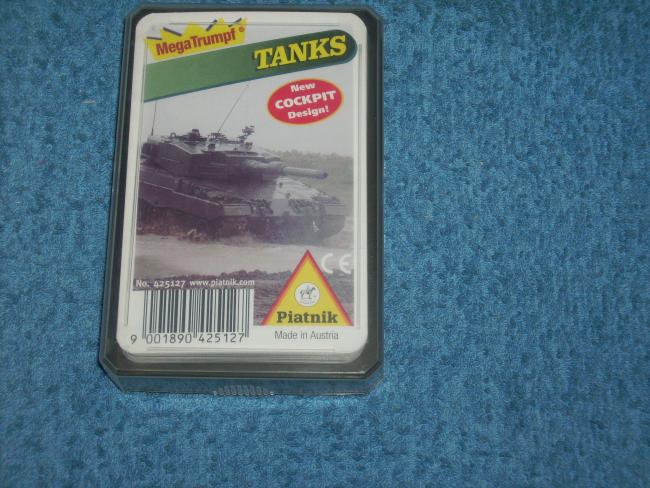 MegaTrumpf®
TANKS
New
COCKPIT
Design!
No. 425127 www.piatnik.com
CE
Piatnik
Made in Austria
9 001890 425127